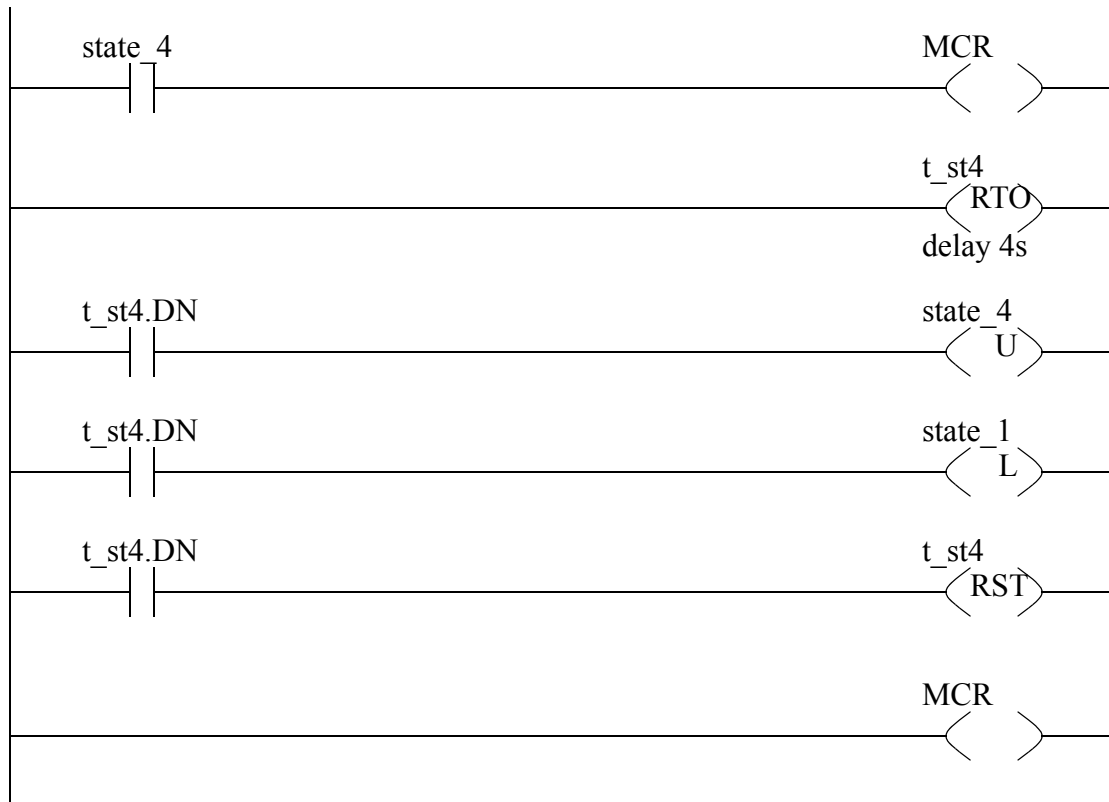 state_4
MCR
t_st4
RTO
delay 4s
t_st4.DN
state_4
U
t_st4.DN
state_1
L
t_st4.DN
t_st4
RST
MCR